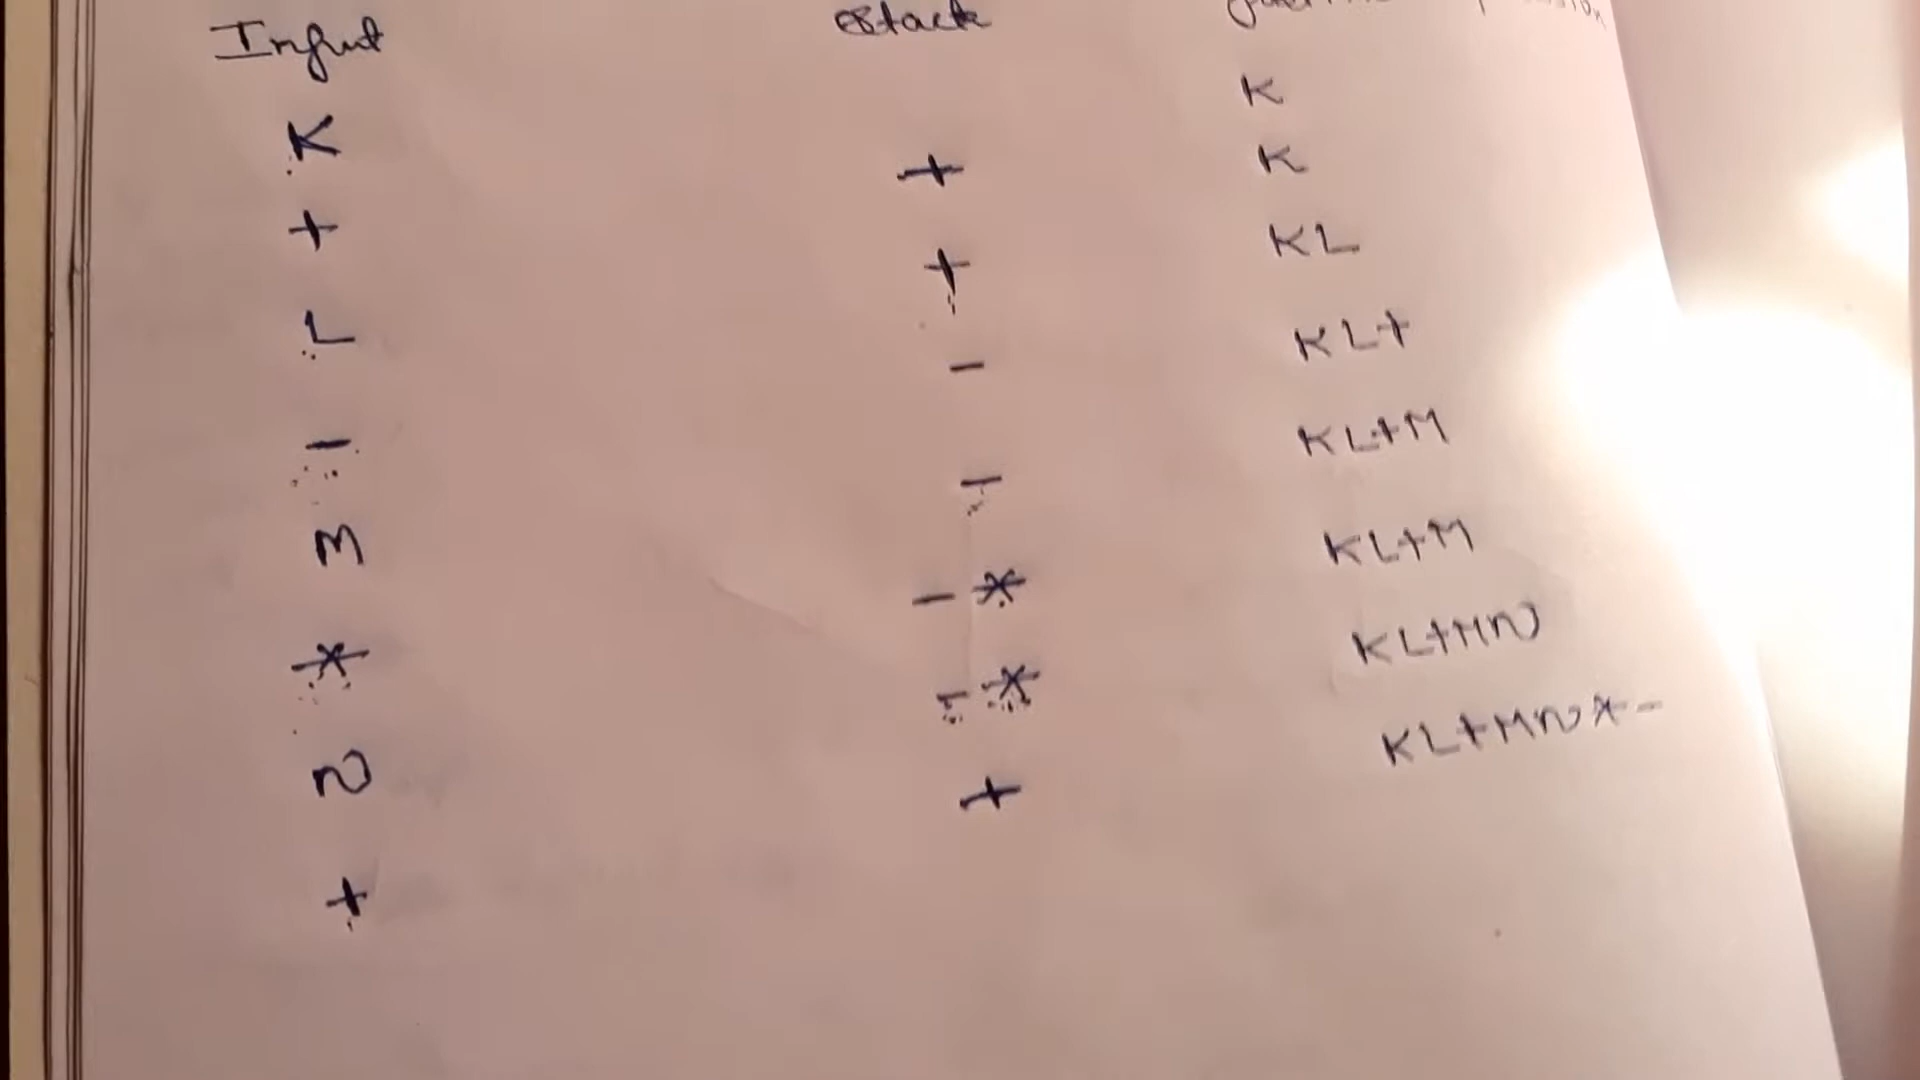 Input stack
K K
+ + K
L + KL
- - KL+
M - KL+M
* - * KL+M
N - * KL+MN
+ + KL+MN*-